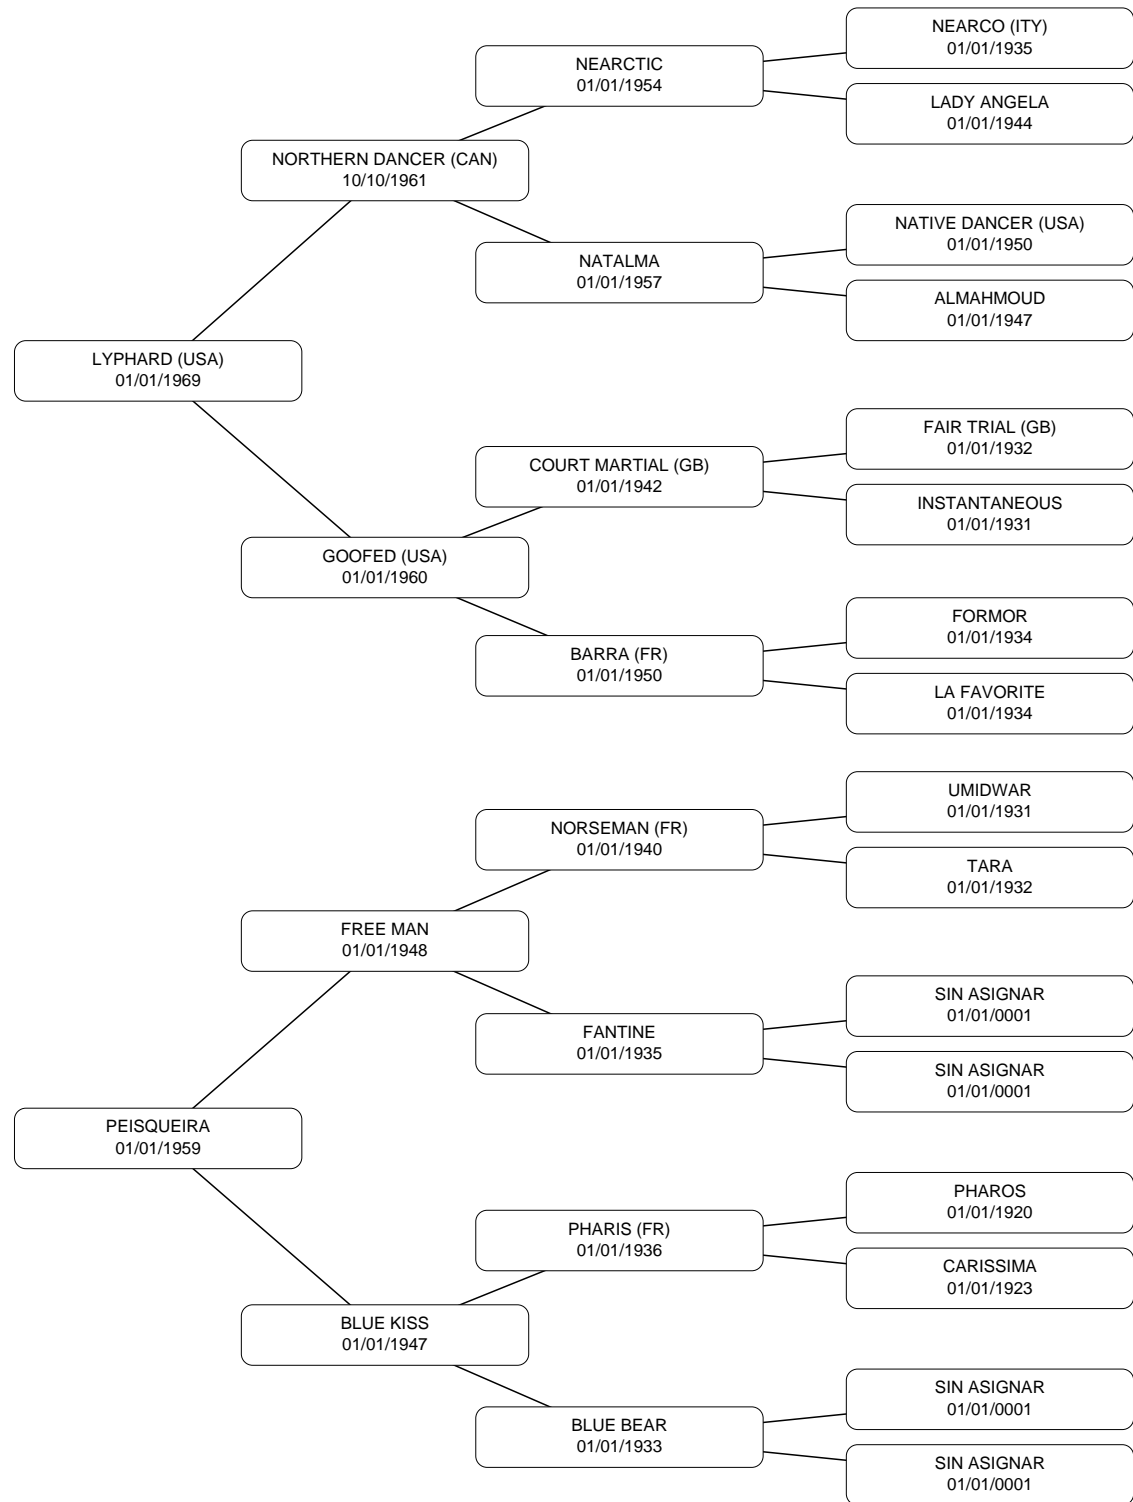 NEARCO (ITY)
01/01/1935
NEARCTIC
01/01/1954
LADY ANGELA
01/01/1944
NORTHERN DANCER (CAN)
10/10/1961
NATIVE DANCER (USA)
01/01/1950
NATALMA
01/01/1957
ALMAHMOUD
01/01/1947
LYPHARD (USA)
01/01/1969
FAIR TRIAL (GB)
01/01/1932
COURT MARTIAL (GB)
01/01/1942
INSTANTANEOUS
01/01/1931
GOOFED (USA)
01/01/1960
FORMOR
01/01/1934
BARRA (FR)
01/01/1950
LA FAVORITE
01/01/1934
UMIDWAR
01/01/1931
NORSEMAN (FR)
01/01/1940
TARA
01/01/1932
FREE MAN
01/01/1948
SIN ASIGNAR
01/01/0001
FANTINE
01/01/1935
SIN ASIGNAR
01/01/0001
PEISQUEIRA
01/01/1959
PHAROS
01/01/1920
PHARIS (FR)
01/01/1936
CARISSIMA
01/01/1923
BLUE KISS
01/01/1947
SIN ASIGNAR
01/01/0001
BLUE BEAR
01/01/1933
SIN ASIGNAR
01/01/0001